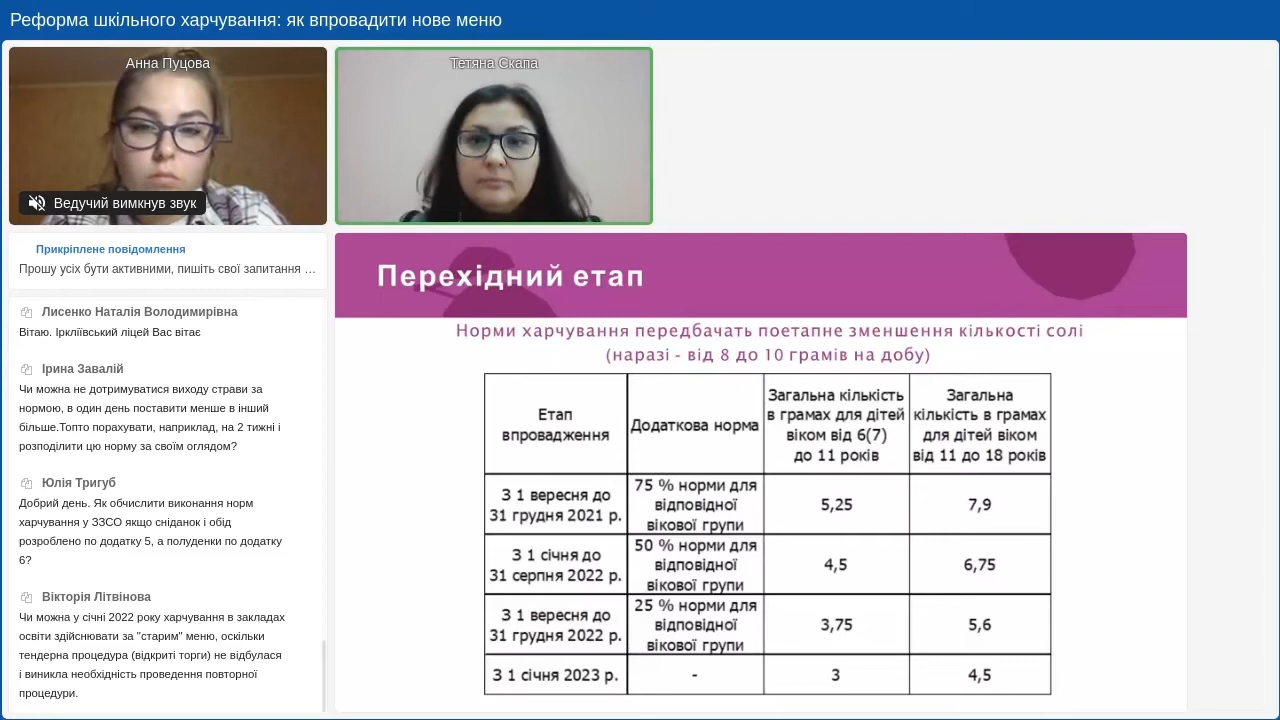 Реформа шкільного харчування: як впровадити нове меню
Анна Пуцова
Тетяна Скапа
Ведучий вимкнув звук
Прикріплене повідомлення
Прошу усіх бути активними, пишіть свої запитання …
Лисенко Наталія Володимирівна
Вітаю. Іркліївський ліцей Вас вітає
Ірина Завалій
Чи можна не дотримуватися виходу страви за
нормою, в один день поставити менше в інший
більше.Топто порахувати, наприклад, на 2 тижні і
розподілити цю норму за своїм оглядом?
Юлія Тригуб
Добрий день. Як обчислити виконання норм
харчування у ЗЗСО якщо сніданок і обід
розроблено по додатку 5, а полуденки по додатку
6?
Вікторія Літвінова
Чи можна у січні 2022 року харчування в закладах
освіти здійснювати за "старим" меню, оскільки
тендерна процедура (відкриті торги) не відбулася
і виникла необхідність проведення повторної
процедури.
Перехідний етап
Норми харчування передбачать поетапне зменшення кількості солі
(наразі - від 8 до 10 грамів на добу)
Етап
впровадження
Додаткова норма
Загальна кількість
в грамах для дітей
віком від 6(7)
до 11 років
Загальна
кількість в грамах
для дітей віком
від 11 до 18 років
З 1 вересня до
31 грудня 2021 р.
75 % норми для
відповідної
вікової групи
5,25
7,9
З 1 січня до
31 серпня 2022 р.
50 % норми для
відповідної
вікової групи
4,5
6,75
З 1 вересня до
31 грудня 2022 р.
25 % норми для
відповідної
вікової групи
3,75
5,6
З 1 січня 2023 р.
-
3
4,5